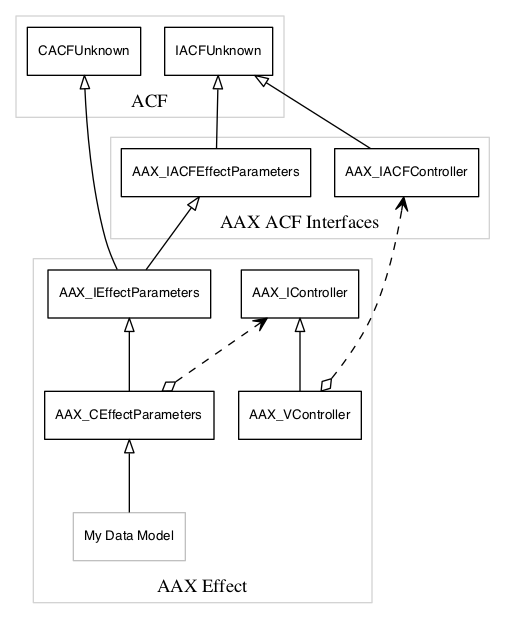 CACFUnknown
IACFUnknown
ACF
AAX_IACFEffectParameters
AAX_IACFController
AAX ACF Interfaces
AAX_IEffectParameters
AAX_IController
AAX_CEffectParameters
AAX_VController
My Data Model
AAX Effect